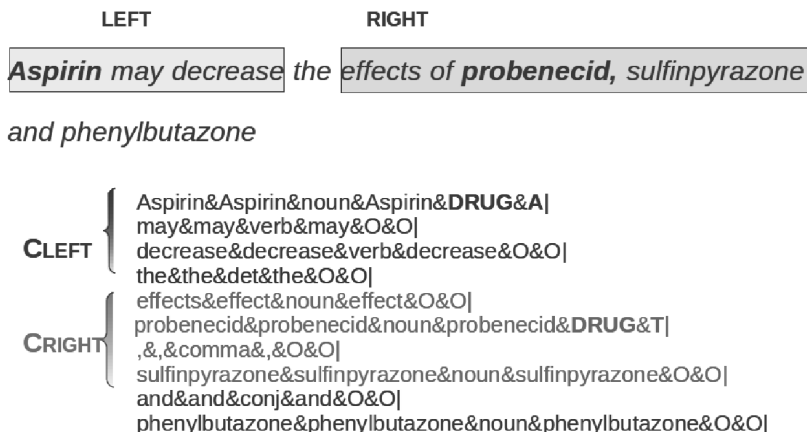 LEFT RIGHT
Aspirin may decrease the effects of probenecid, sulfinpyrazone
and phenylbutazone
Aspirin&Aspirin&noun&Aspirin&DRUG&A|
may&may&verb&may&O&O|
CLEFT
decrease&decrease&verb&decrease&O&O|
the&the&det&the&O&O|
effects&effect&noun&effect&O&O|
probenecid&probenecid&noun&probenecid&DRUG&T|
CRIGHT
,&,&comma&,&O&O|
sulfinpyrazone&sulfinpyrazone&noun&sulfinpyrazone&O&O|
and&and&conj&and&O&O|
phenylbutazone&phenylbutazone&noun&phenylbutazone&O&O|